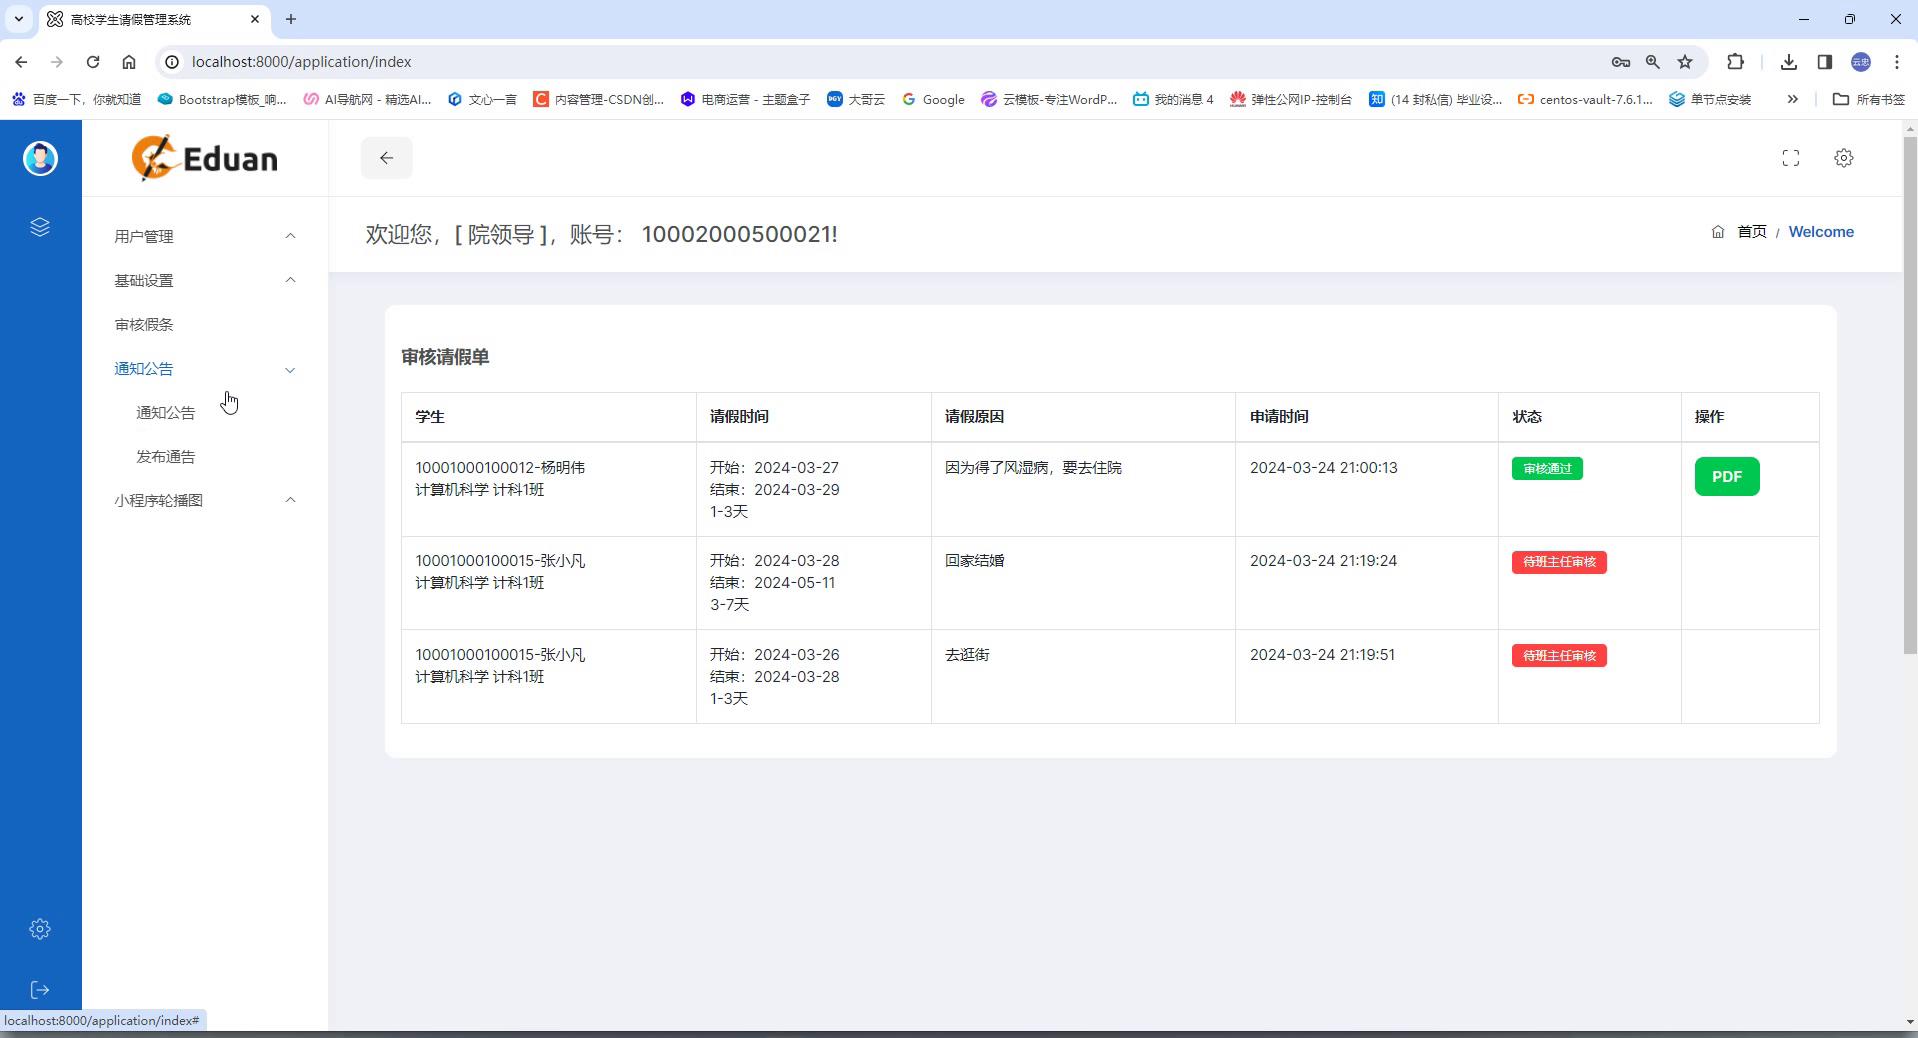 高校学生请假管理系统
localhost:8000/application/index
百度一下，你就知道
Bootstrap模板_响...
AI导航网 - 精选AI...
文心一言
内容管理-CSDN创...
电商运营 - 主题盒子
大哥云
Google
云模板-专注WordP...
我的消息 4
弹性公网IP-控制台
(14 封私信) 毕业设...
centos-vault-7.6.1...
单节点安装
所有书签
云忠
Eduan
用户管理
基础设置
审核假条
通知公告
通知公告
发布通告
小程序轮播图
欢迎您，[ 院领导 ]，账号： 10002000500021!
首页 / Welcome
审核请假单
学生 请假时间 请假原因 申请时间 状态 操作
10001000100012-杨明伟
计算机科学 计科1班
开始：2024-03-27
结束：2024-03-29
1-3天
因为得了风湿病，要去住院
2024-03-24 21:00:13
审核通过
PDF
10001000100015-张小凡
计算机科学 计科1班
开始：2024-03-28
结束：2024-05-11
3-7天
回家结婚
2024-03-24 21:19:24
待班主任审核
10001000100015-张小凡
计算机科学 计科1班
开始：2024-03-26
结束：2024-03-28
1-3天
去逛街
2024-03-24 21:19:51
待班主任审核
localhost:8000/application/index#